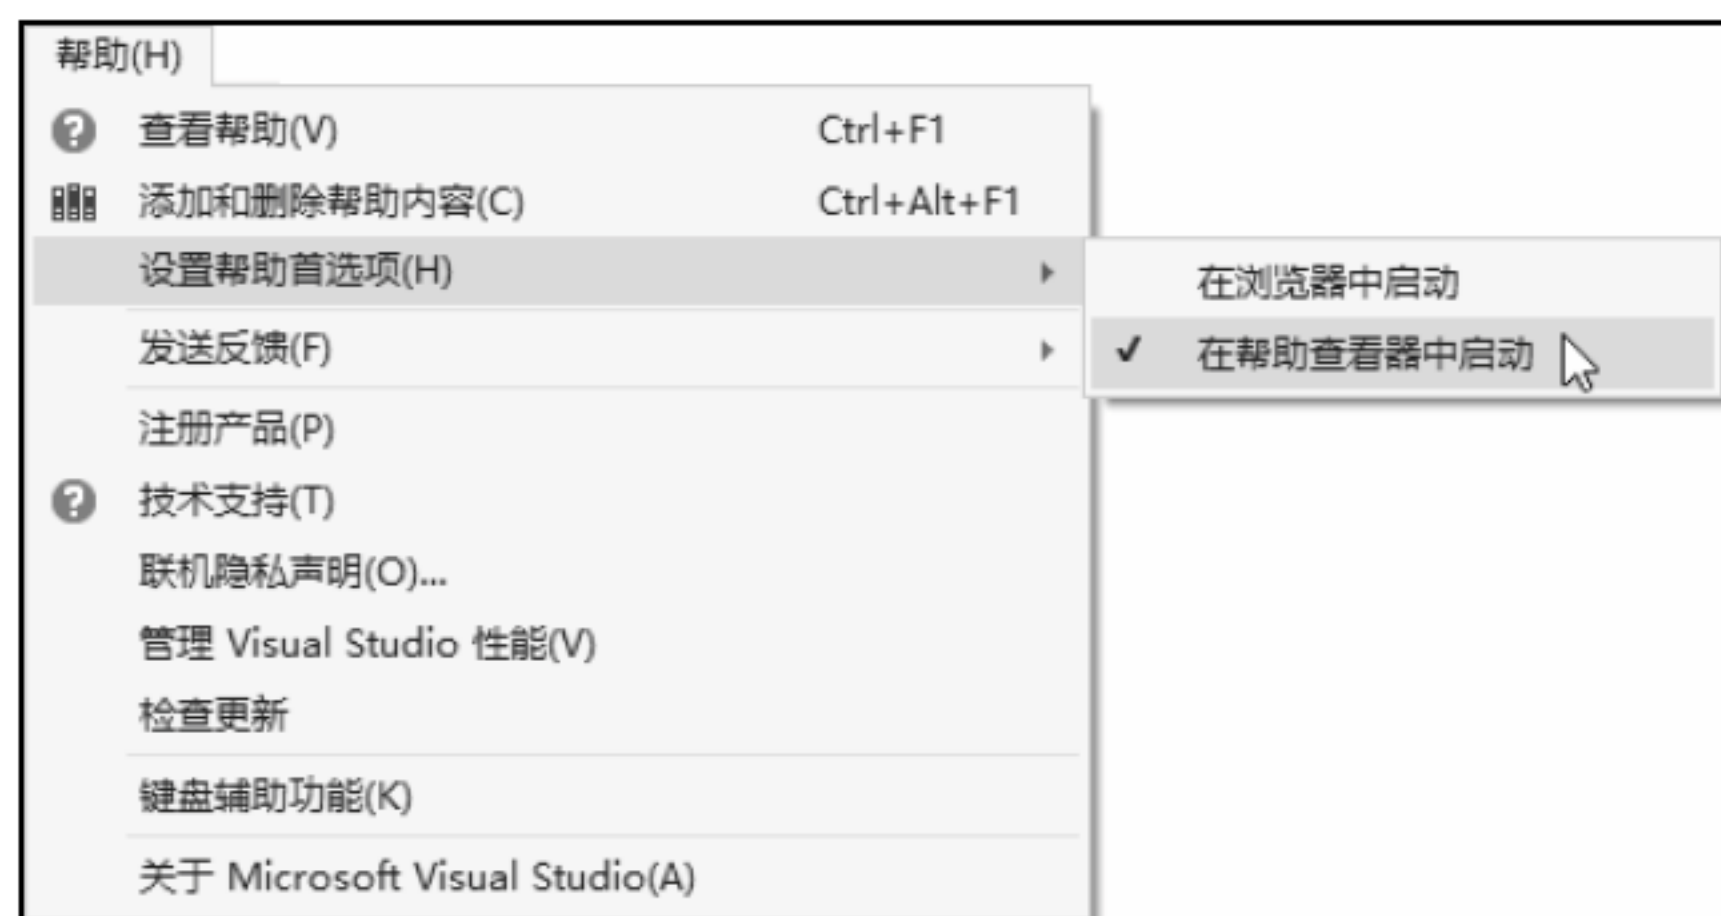 帮助(H)
查看帮助(V) Ctrl+F1
添加和删除帮助内容(C) Ctrl+Alt+F1
设置帮助首选项(H)
在浏览器中启动
发送反馈(F)
✓ 在帮助查看器中启动
注册产品(P)
技术支持(T)
联机隐私声明(O)...
管理 Visual Studio 性能(V)
检查更新
键盘辅助功能(K)
关于 Microsoft Visual Studio(A)